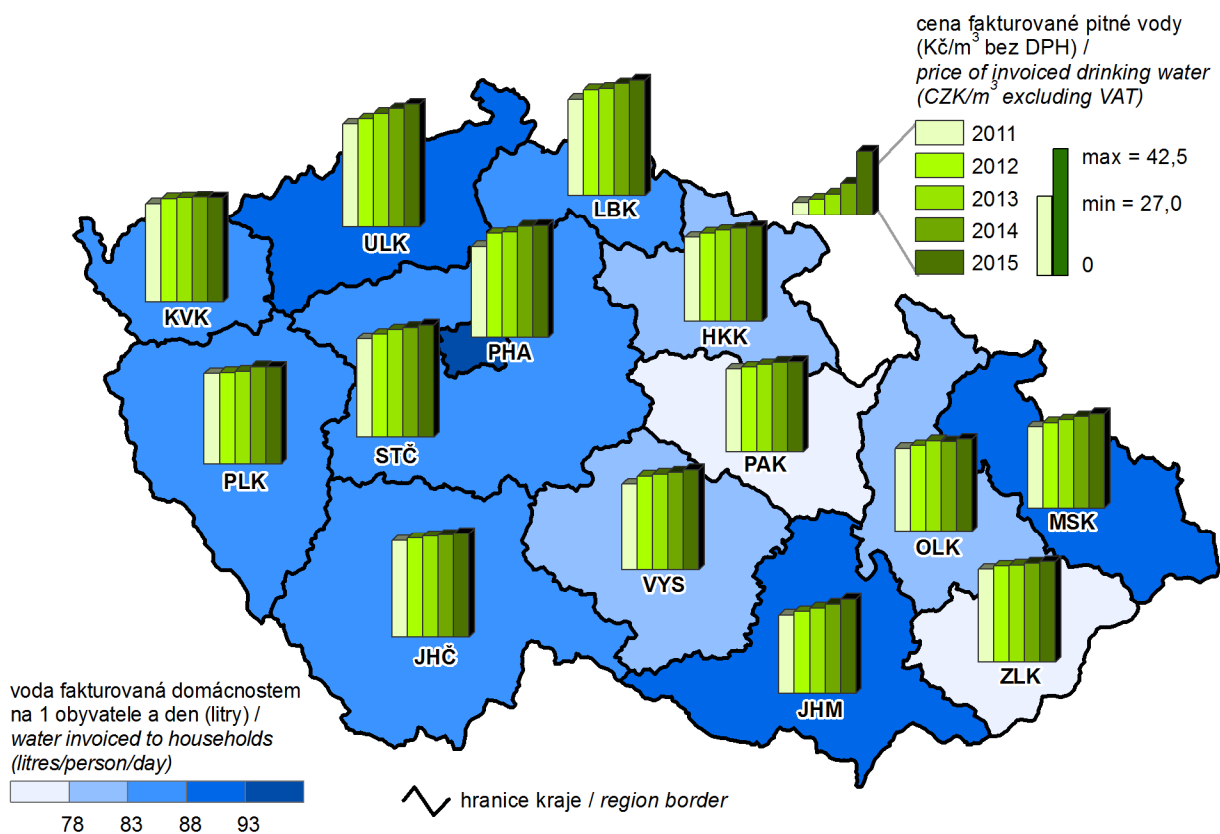 cena fakturované pitné vody
(Kč/m³ bez DPH) /
price of invoiced drinking water
(CZK/m³ excluding VAT)
2011
2012
2013
2014
2015
max = 42,5
min = 27,0
0
LBK
ULK
KVK
HKK
PHA
STČ
PAK
PLK
MSK
OLK
VYS
JHČ
ZLK
JHM
voda fakturovaná domácnostem
na 1 obyvatele a den (litry) /
water invoiced to households
(litres/person/day)
78 83 88 93
hranice kraje / region border